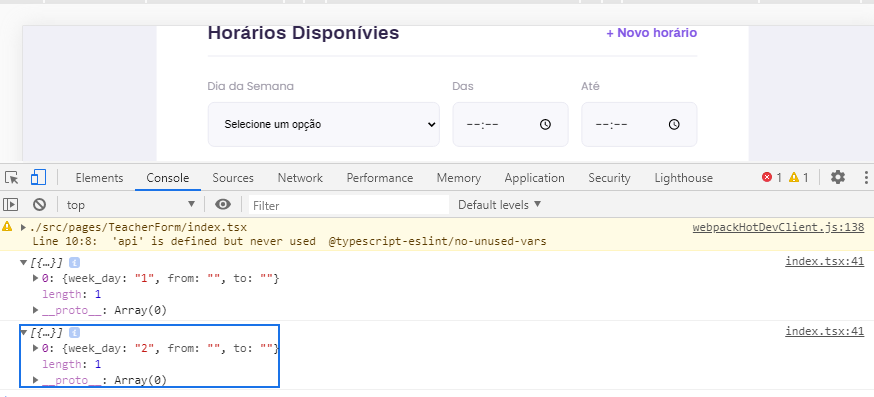 Horários Disponívies
+ Novo horário
Dia da Semana
Das
Até
Selecione um opção
--:--
--:--
Elements
Console
Sources
Network
Performance
Memory
Application
Security
Lighthouse
1
1
top
Filter
Default levels
./src/pages/TeacherForm/index.tsx
webpackHotDevClient.js:138
Line 10:8: 'api' is defined but never used @typescript-eslint/no-unused-vars
[{…}]
index.tsx:41
0: {week_day: "1", from: "", to: ""}
length: 1
__proto__: Array(0)
[{…}]
index.tsx:41
0: {week_day: "2", from: "", to: ""}
length: 1
__proto__: Array(0)